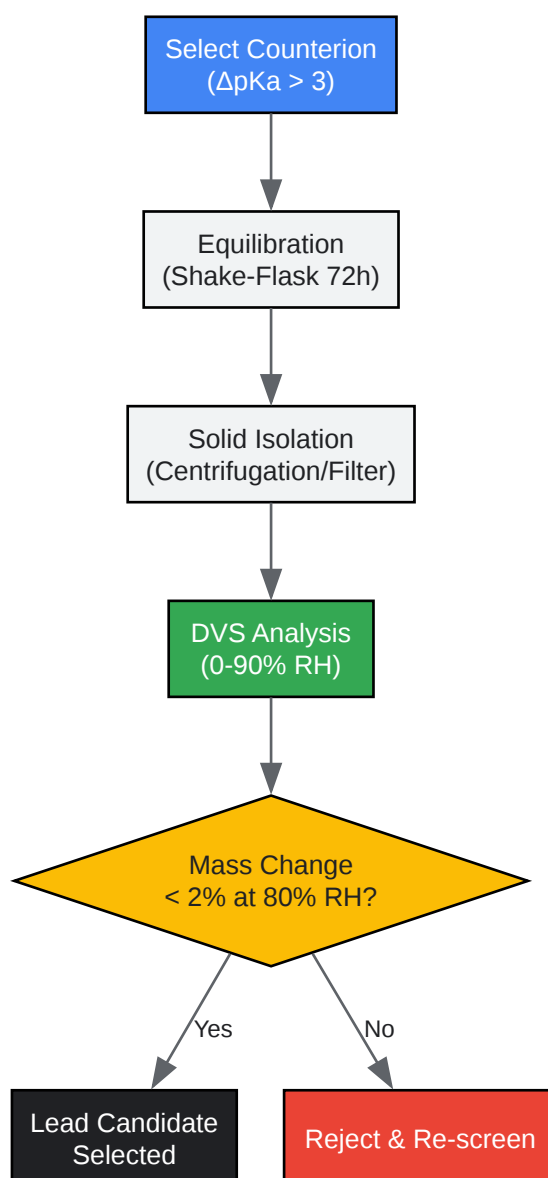 Select Counterion
(ΔpKa > 3)
Equilibration
(Shake-Flask 72h)
Solid Isolation
(Centrifugation/Filter)
DVS Analysis
(0-90% RH)
Mass Change
< 2% at 80% RH?
Yes
No
Lead Candidate
Selected
Reject & Re-screen